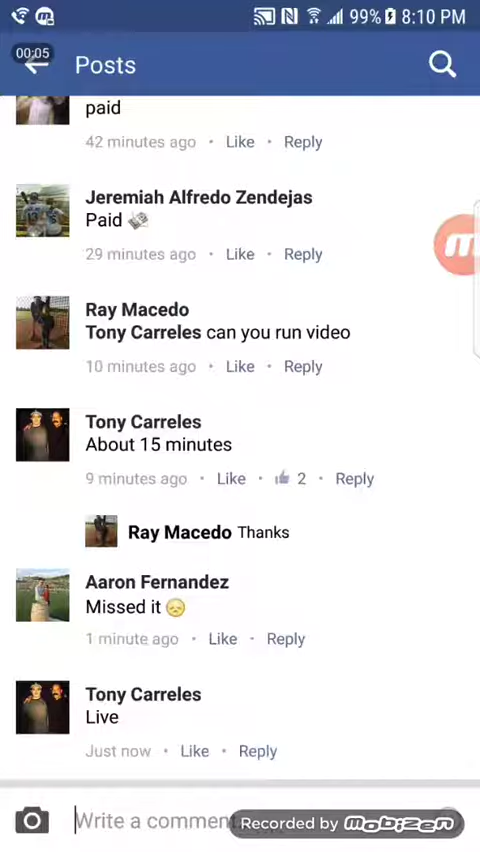 99% 8:10 PM
00:05
Posts
paid
42 minutes ago • Like • Reply
Jeremiah Alfredo Zendejas
Paid
29 minutes ago • Like • Reply
Ray Macedo
Tony Carreles can you run video
10 minutes ago • Like • Reply
Tony Carreles
About 15 minutes
9 minutes ago • Like • 2 • Reply
Ray Macedo Thanks
Aaron Fernandez
Missed it 😞
1 minute ago • Like • Reply
Tony Carreles
Live
Just now • Like • Reply
Write a comment
Recorded by mobizen